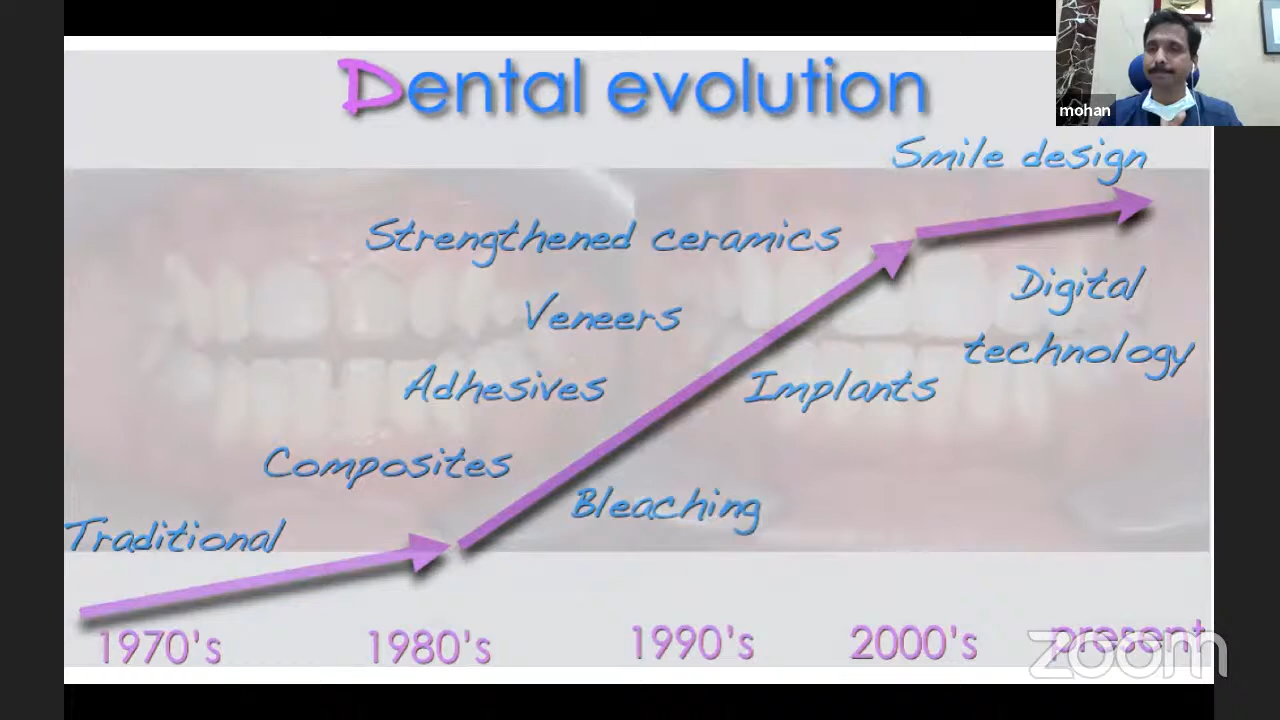 Dental evolution
mohan
Smile design
Strengthened ceramics
Digital
technology
Veneers
Adhesives
Implants
Composites
Bleaching
Traditional
1970's
1980's
1990's
2000's
present
zoom